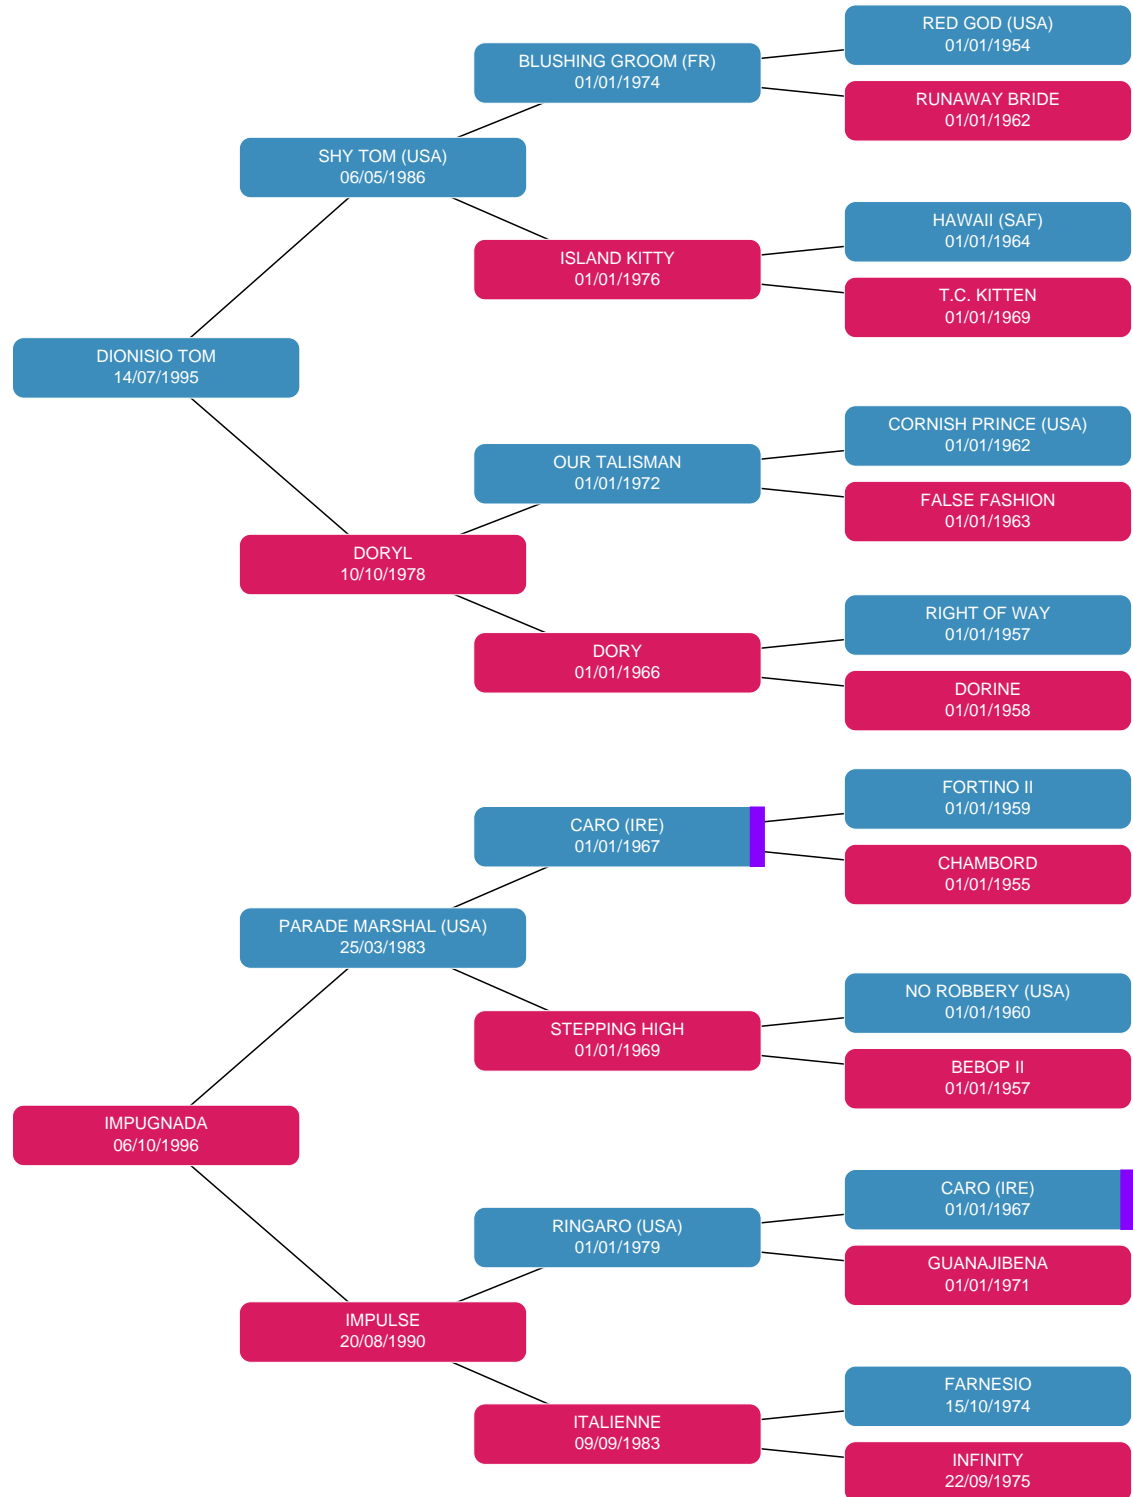 RED GOD (USA)
01/01/1954
BLUSHING GROOM (FR)
01/01/1974
RUNAWAY BRIDE
01/01/1962
SHY TOM (USA)
06/05/1986
HAWAII (SAF)
01/01/1964
ISLAND KITTY
01/01/1976
T.C. KITTEN
01/01/1969
DIONISIO TOM
14/07/1995
CORNISH PRINCE (USA)
01/01/1962
OUR TALISMAN
01/01/1972
FALSE FASHION
01/01/1963
DORYL
10/10/1978
RIGHT OF WAY
01/01/1957
DORY
01/01/1966
DORINE
01/01/1958
FORTINO II
01/01/1959
CARO (IRE)
01/01/1967
CHAMBORD
01/01/1955
PARADE MARSHAL (USA)
25/03/1983
NO ROBBERY (USA)
01/01/1960
STEPPING HIGH
01/01/1969
BEBOP II
01/01/1957
IMPUGNADA
06/10/1996
CARO (IRE)
01/01/1967
RINGARO (USA)
01/01/1979
GUANAJIBENA
01/01/1971
IMPULSE
20/08/1990
FARNESIO
15/10/1974
ITALIENNE
09/09/1983
INFINITY
22/09/1975